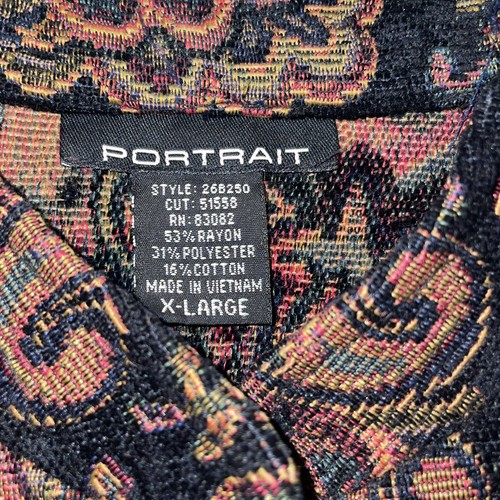 PORTRAIT
STYLE: 26B250
CUT: 51558
RN: 83082
53% RAYON
31% POLYESTER
16% COTTON
MADE IN VIETNAM
X-LARGE